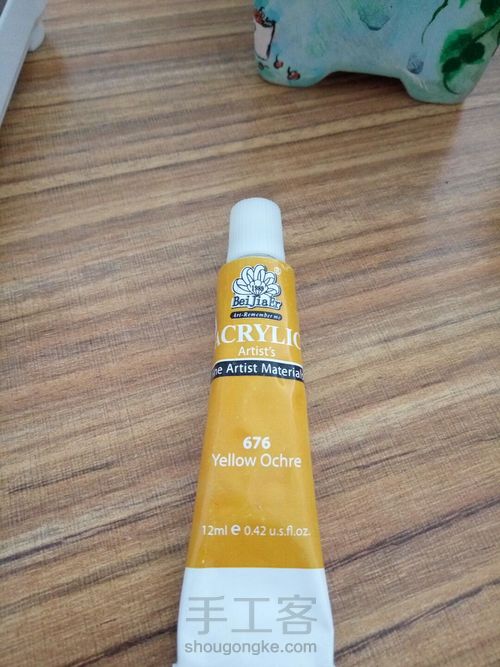 1989
BeiJiaEr
Art-Remember me
ACRYLIC
Artist's
ne Artist Material
676
Yellow Ochre
12ml e 0.42 u.s.fl.oz.
手工客
shougongke.com